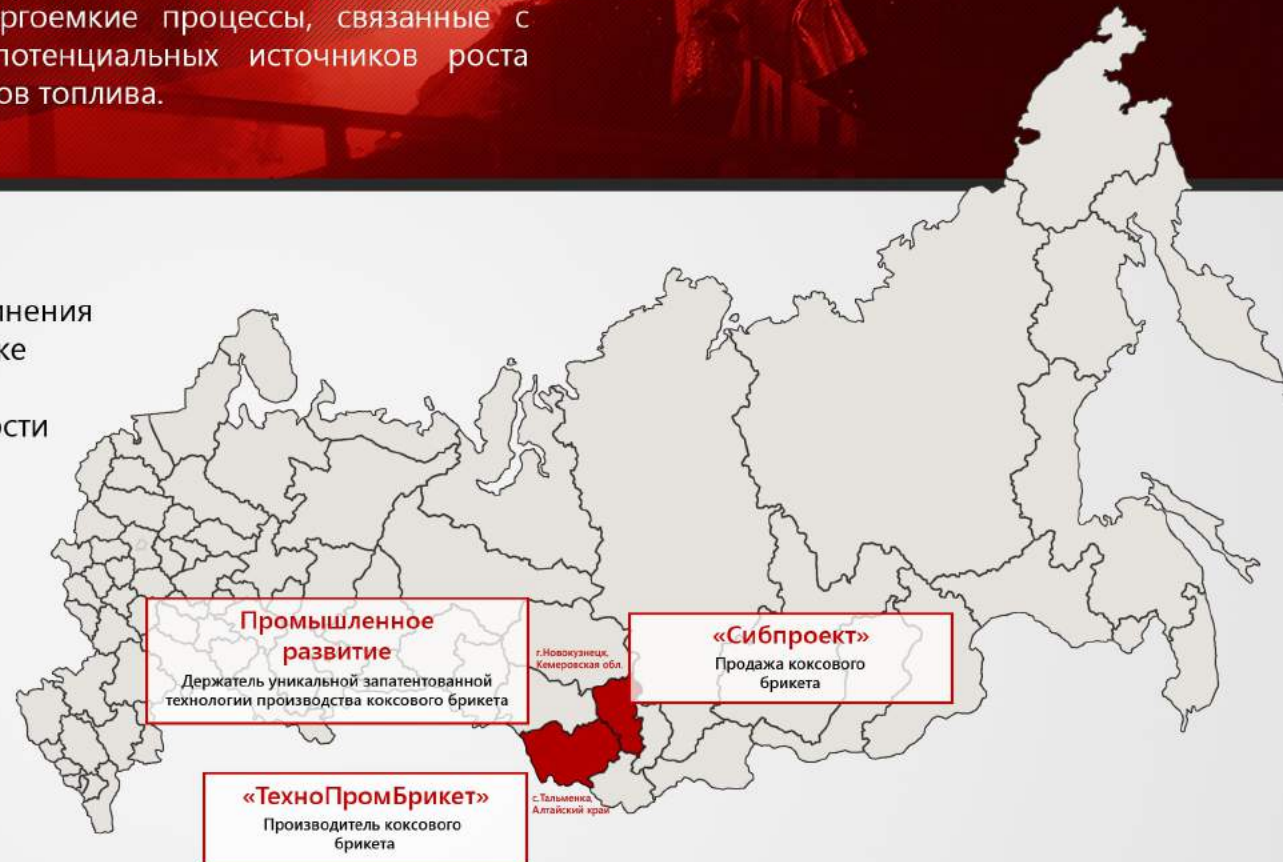 ргоемкие процессы, связанные с
потенциальных источников роста
ов топлива.
нения
ке
ости
Промышленное
развитие
Держатель уникальной запатентованной
технологии производства коксового брикета
г.Новокузнецк,
Кемеровская обл.
«Сибпроект»
Продажа коксового
брикета
«ТехноПромБрикет»
Производитель коксового
брикета
с.Тальменка,
Алтайский край